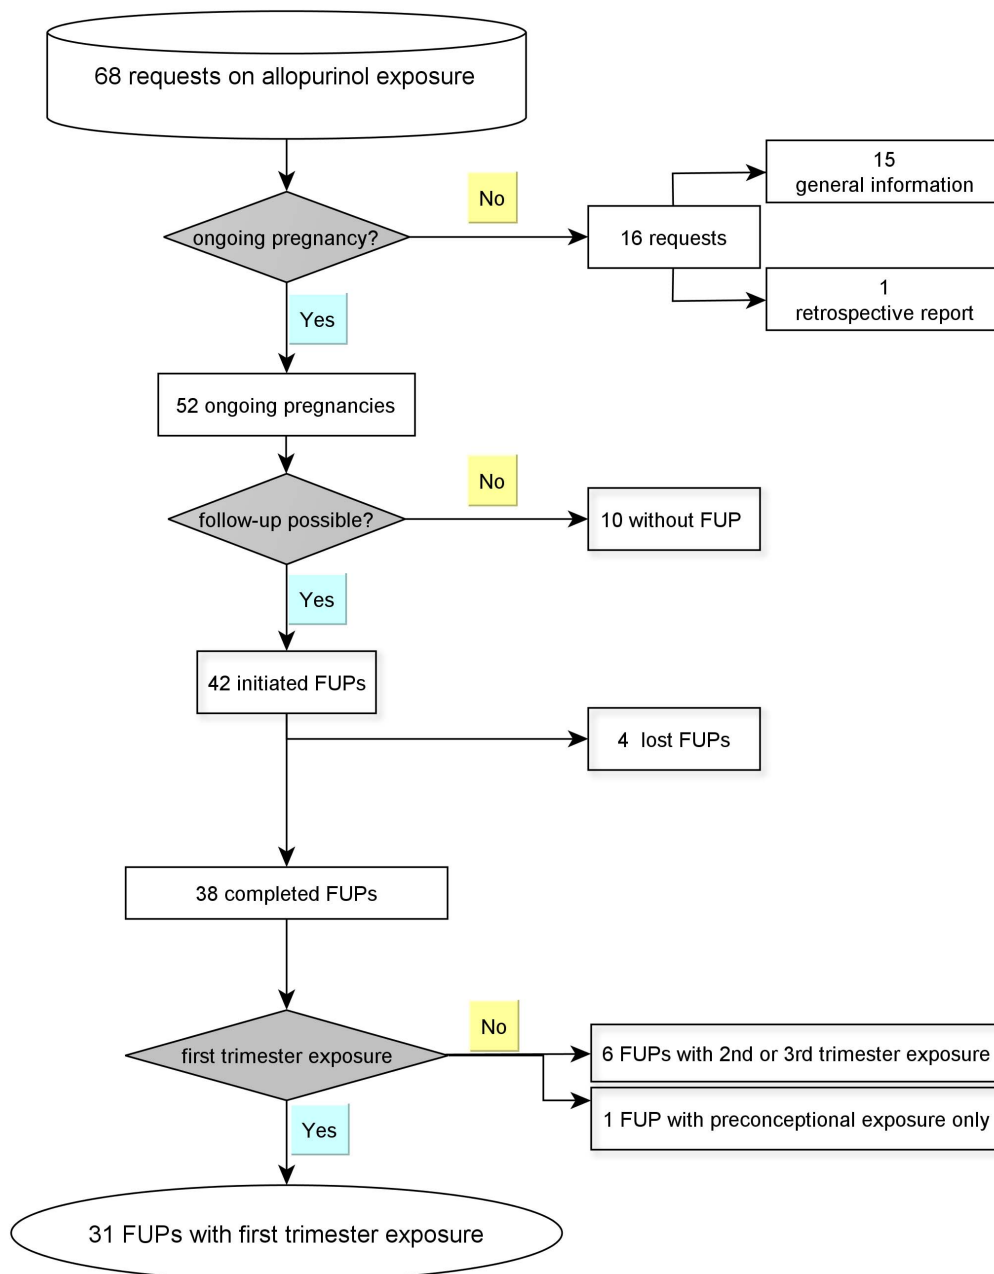 68 requests on allopurinol exposure
ongoing pregnancy?
No
16 requests
15
general information
1
retrospective report
Yes
52 ongoing pregnancies
follow-up possible?
No
10 without FUP
Yes
42 initiated FUPs
4 lost FUPs
38 completed FUPs
first trimester exposure
No
6 FUPs with 2nd or 3rd trimester exposure
1 FUP with preconceptional exposure only
Yes
31 FUPs with first trimester exposure